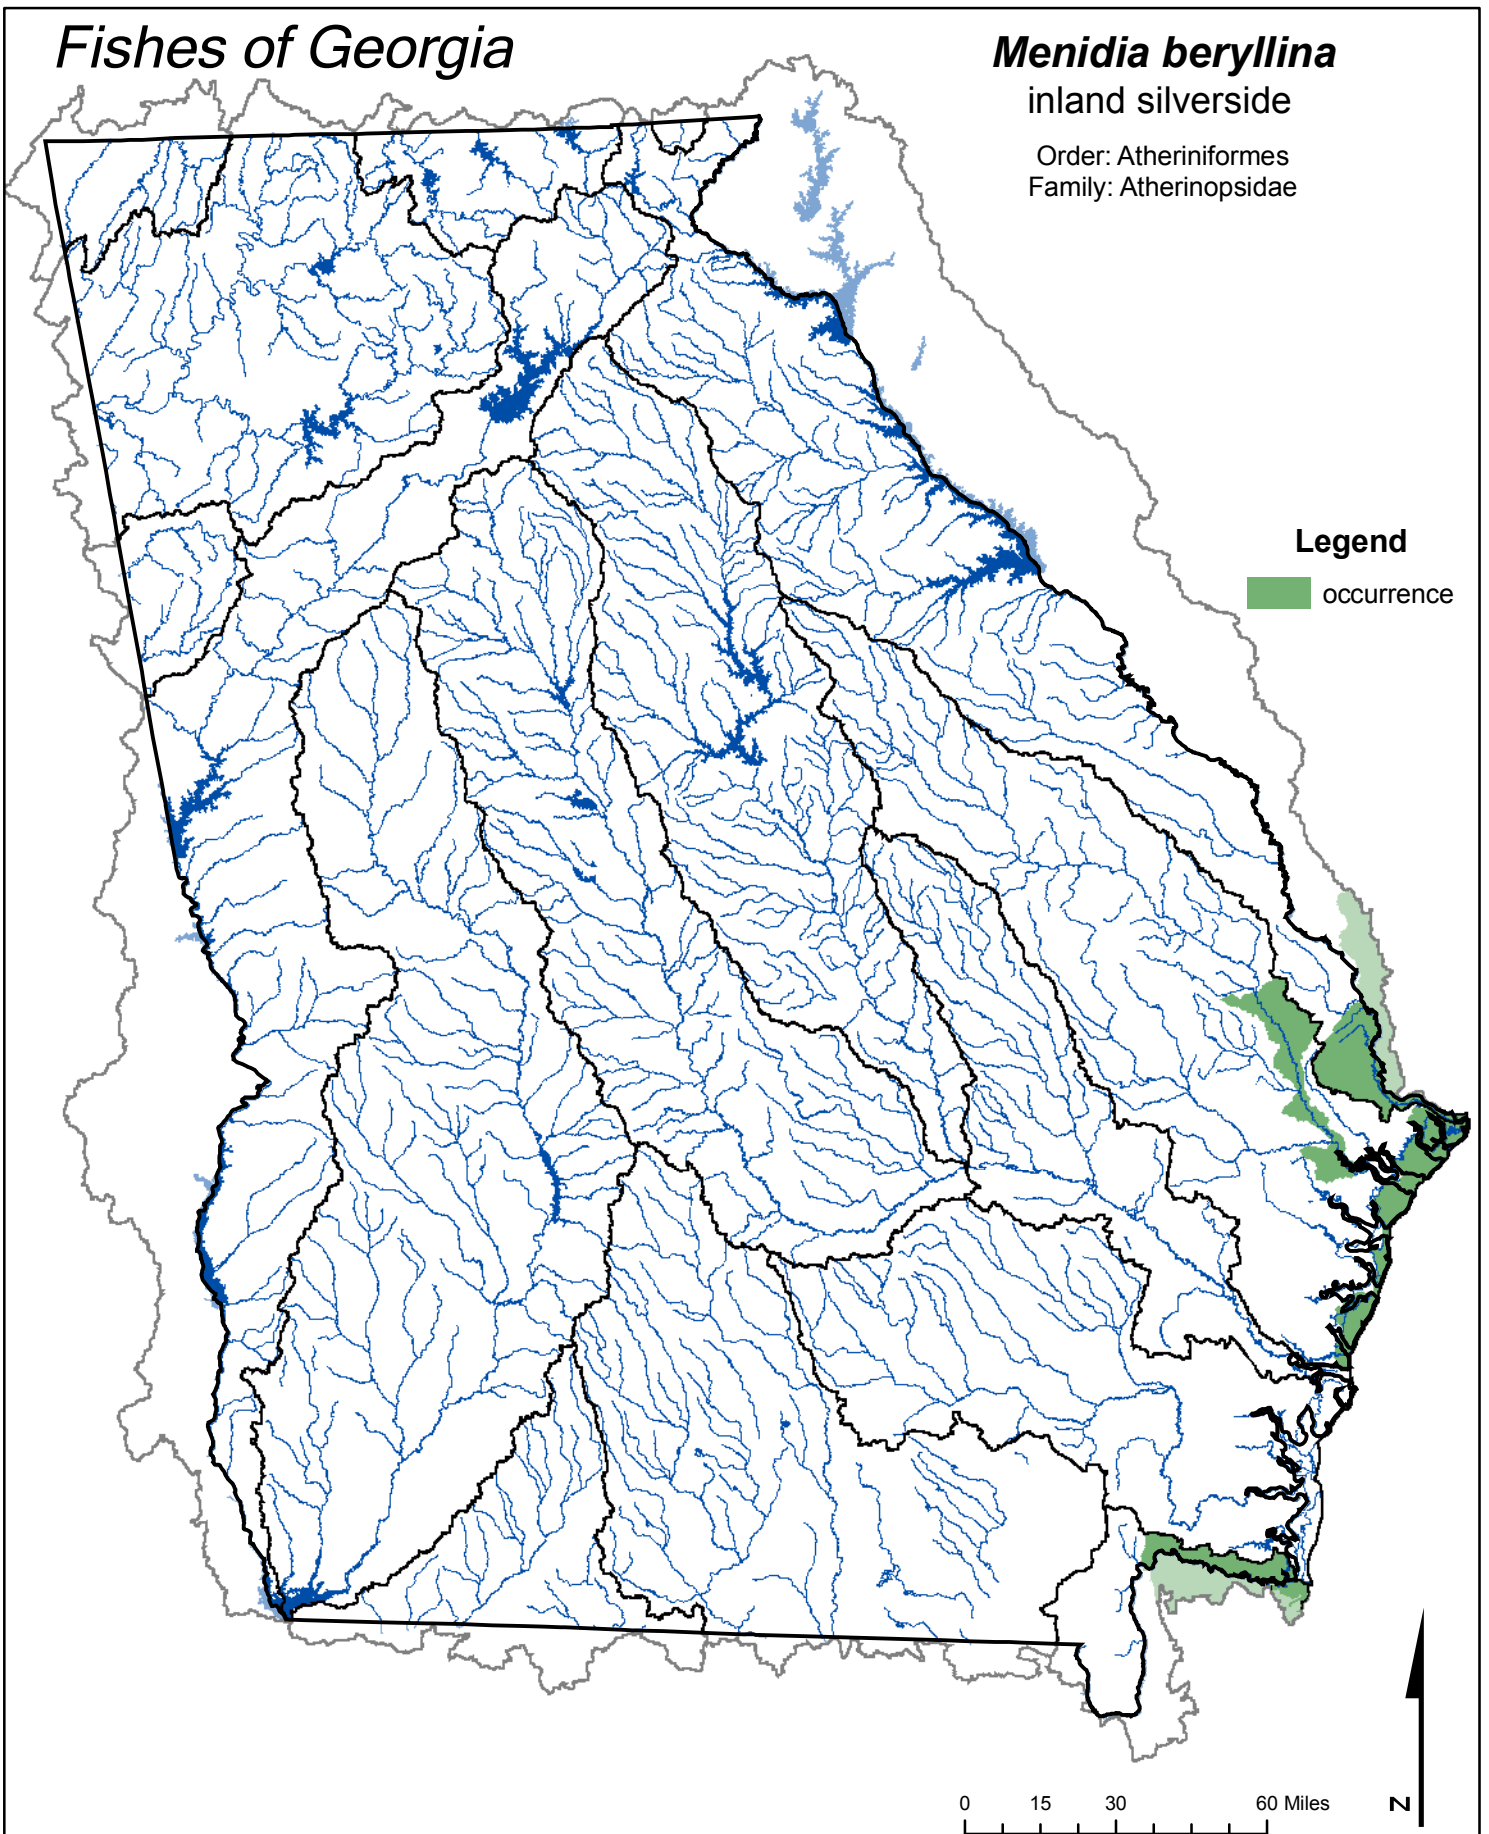 Fishes of Georgia
Menidia beryllina
inland silverside
Order: Atheriniformes
Family: Atherinopsidae
Legend
occurrence
0 15 30 60 Miles
N